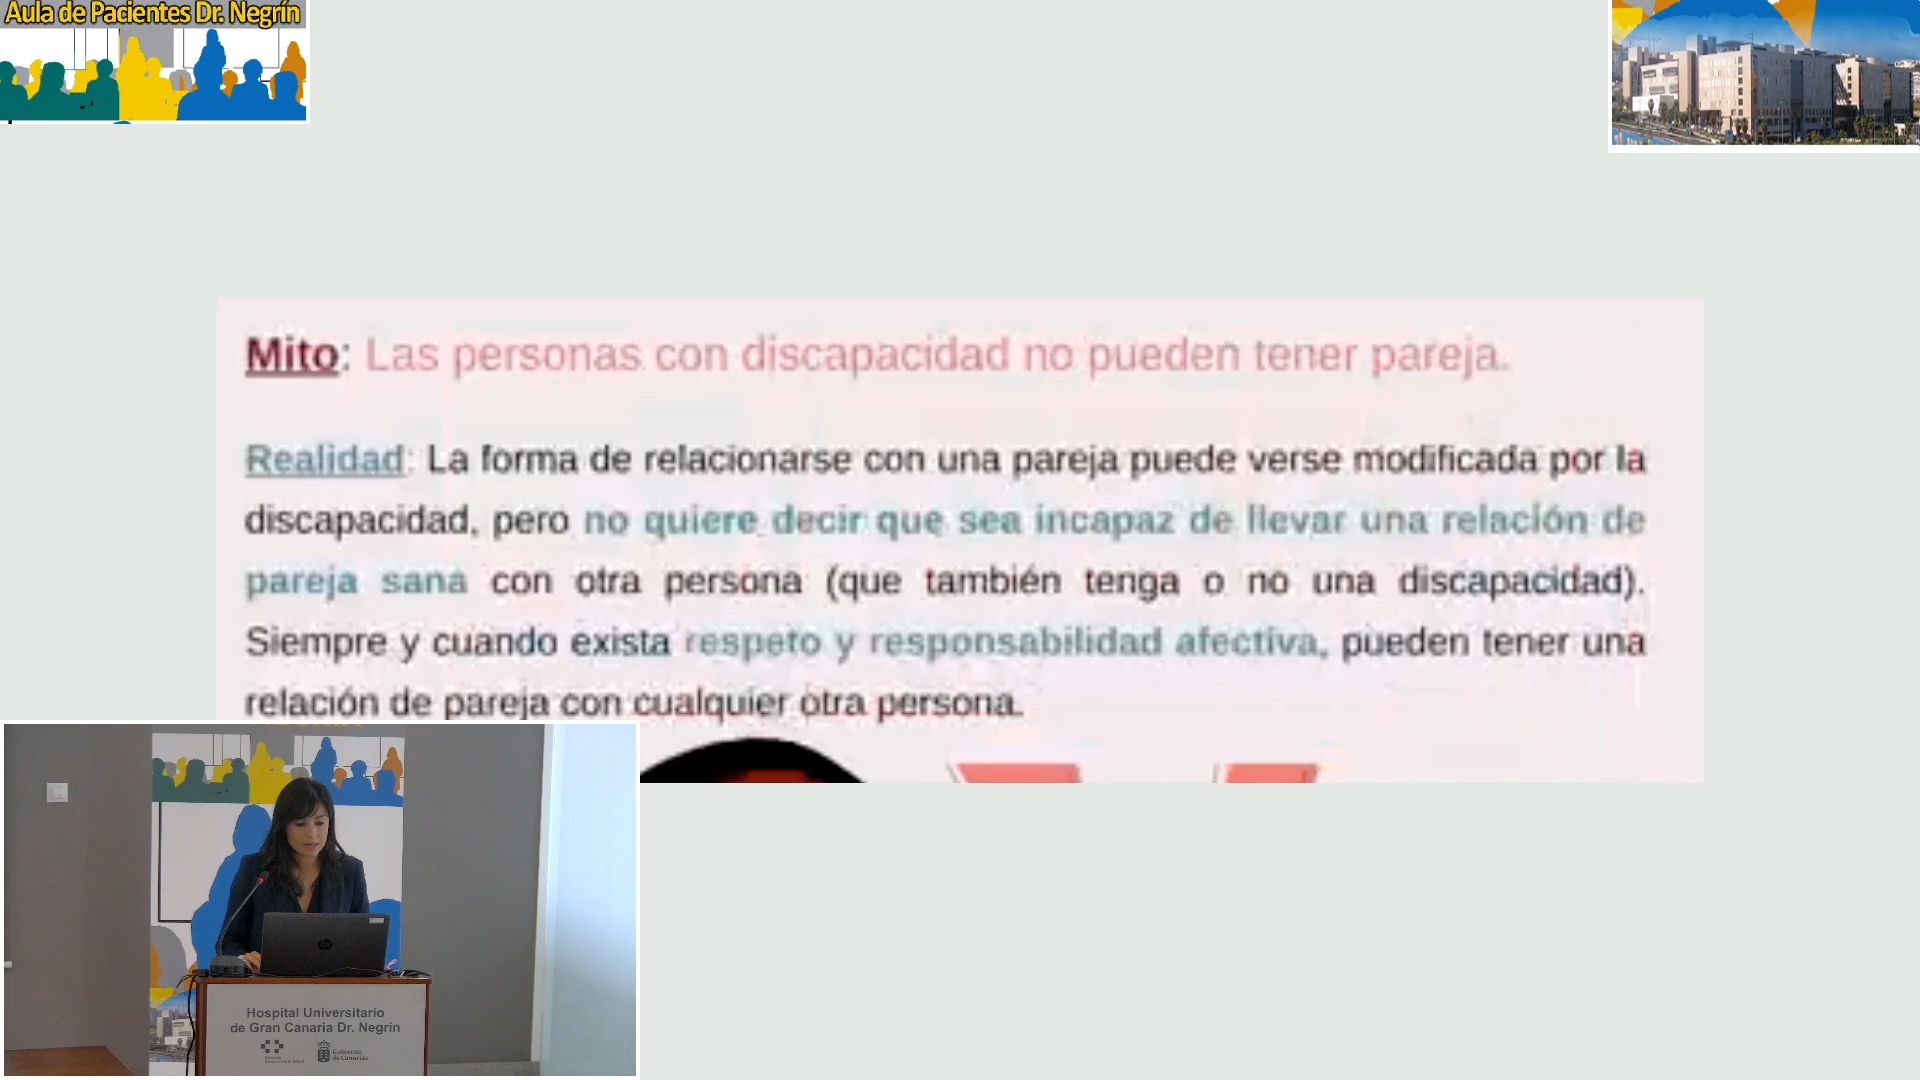 Aula de Pacientes Dr. Negrín
Mito: Las personas con discapacidad no pueden tener pareja.
Realidad: La forma de relacionarse con una pareja puede verse modificada por la
discapacidad, pero no quiere decir que sea incapaz de llevar una relación de
pareja sana con otra persona (que también tenga o no una discapacidad).
Siempre y cuando exista respeto y responsabilidad afectiva, pueden tener una
relación de pareja con cualquier otra persona.
Hospital Universitario
de Gran Canaria Dr. Negrín
Gobierno
de Canarias